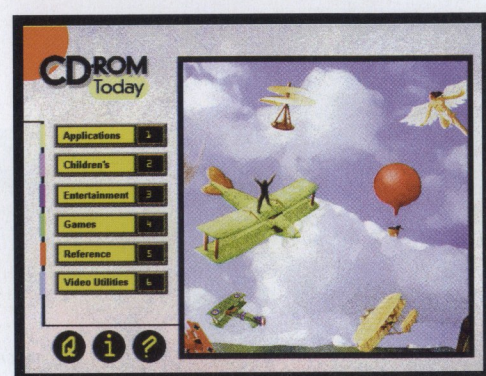 CD-ROM
Today
Applications 1
Children's 2
Entertainment 3
Games 4
Reference 5
Video Utilities 6
Q i ?